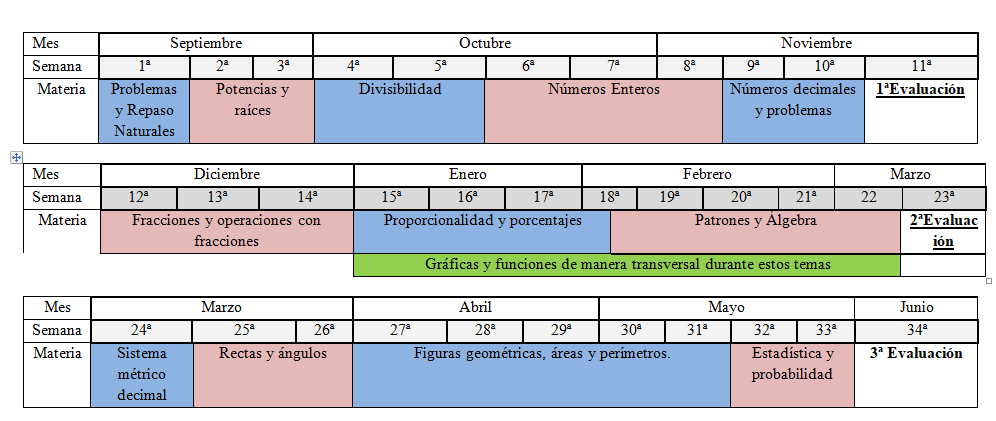 Mes Septiembre Octubre Noviembre
Semana 1ª 2ª 3ª 4ª 5ª 6ª 7ª 8ª 9ª 10ª 11ª
Materia Problemas Potencias y Divisibilidad Números Enteros Números decimales 1ªEvaluación
y Repaso raíces y problemas
Naturales
Mes Diciembre Enero Febrero Marzo
Semana 12ª 13ª 14ª 15ª 16ª 17ª 18ª 19ª 20ª 21ª 22 23ª
Materia Fracciones y operaciones con Proporcionalidad y porcentajes Patrones y Álgebra 2ªEvaluac
fracciones ión
Gráficas y funciones de manera transversal durante estos temas
Mes Marzo Abril Mayo Junio
Semana 24ª 25ª 26ª 27ª 28ª 29ª 30ª 31ª 32ª 33ª 34ª
Materia Sistema Rectas y ángulos Figuras geométricas, áreas y perímetros. Estadística y 3ª Evaluación
métrico probabilidad
decimal